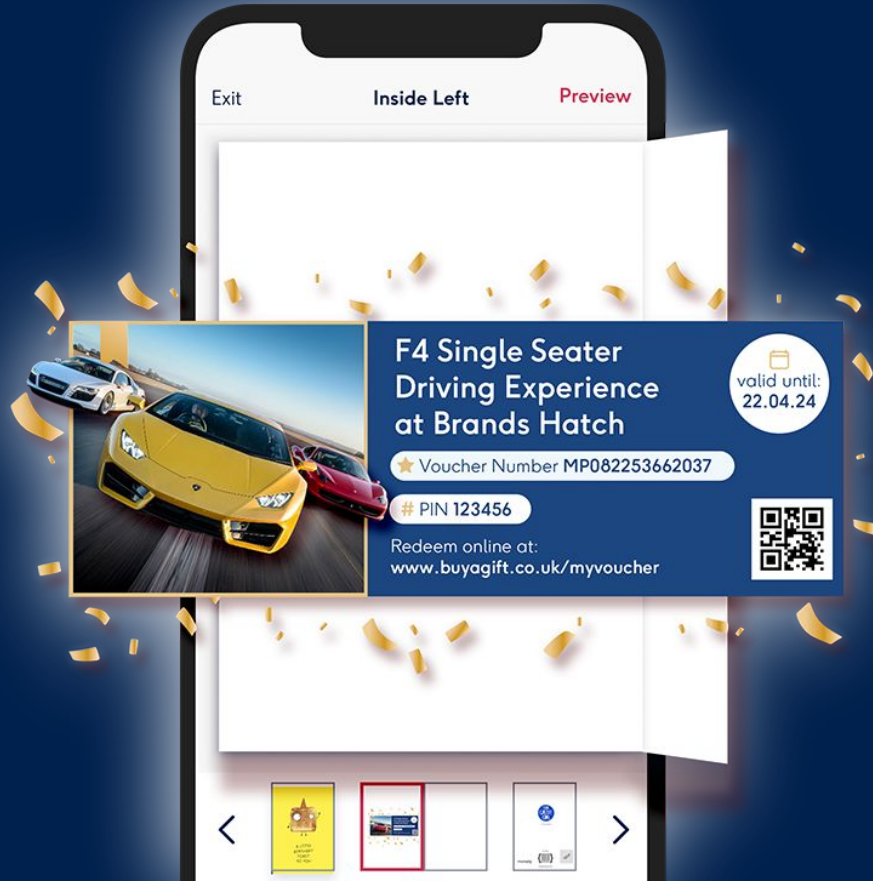 Exit
Inside Left
Preview
F4 Single Seater
Driving Experience
at Brands Hatch
valid until:
22.04.24
Voucher Number MP082253662037
# PIN 123456
Redeem online at:
www.buyagift.co.uk/myvoucher